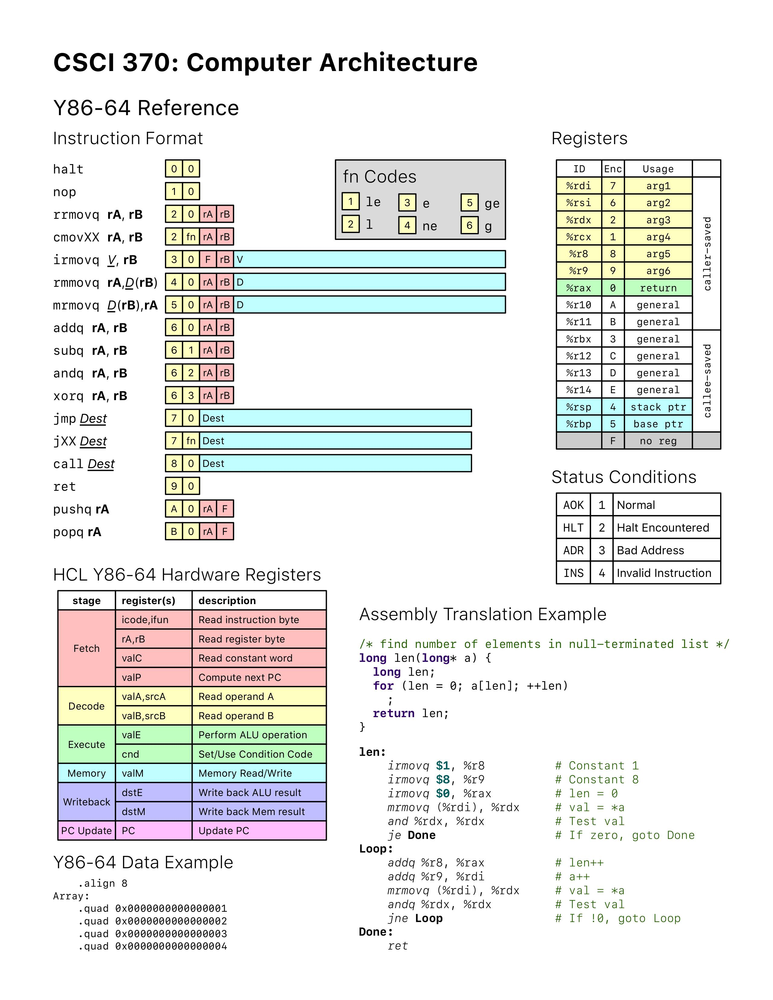 CSCI 370: Computer Architecture
Y86-64 Reference
Instruction Format
halt 0 0
nop 1 0
rrmovq rA, rB 2 0 rA rB
cmovXX rA, rB 2 fn rA rB
irmovq V, rB 3 0 F rB V
rmmovq rA,D(rB) 4 0 rA rB D
mrmovq D(rB),rA 5 0 rA rB D
addq rA, rB 6 0 rA rB
subq rA, rB 6 1 rA rB
andq rA, rB 6 2 rA rB
xorq rA, rB 6 3 rA rB
jmp Dest 7 0 Dest
jXX Dest 7 fn Dest
call Dest 8 0 Dest
ret 9 0
pushq rA A 0 rA F
popq rA B 0 rA F
fn Codes
1 le 3 e 5 ge
2 l 4 ne 6 g
Registers
ID Enc Usage
%rdi 7 arg1
%rsi 6 arg2
%rdx 2 arg3
%rcx 1 arg4
%r8 8 arg5
%r9 9 arg6
%rax 0 return
%r10 A general
%r11 B general
caller-saved
%rbx 3 general
%r12 C general
%r13 D general
%r14 E general
%rsp 4 stack ptr
%rbp 5 base ptr
callee-saved
F no reg
Status Conditions
AOK 1 Normal
HLT 2 Halt Encountered
ADR 3 Bad Address
INS 4 Invalid Instruction
HCL Y86-64 Hardware Registers
stage register(s) description
Fetch
icode,ifun Read instruction byte
rA,rB Read register byte
valC Read constant word
valP Compute next PC
Decode
valA,srcA Read operand A
valB,srcB Read operand B
Execute
valE Perform ALU operation
cnd Set/Use Condition Code
Memory valM Memory Read/Write
Writeback
dstE Write back ALU result
dstM Write back Mem result
PC Update PC Update PC
Y86-64 Data Example
.align 8
Array:
.quad 0x0000000000000001
.quad 0x0000000000000002
.quad 0x0000000000000003
.quad 0x0000000000000004
Assembly Translation Example
/* find number of elements in null-terminated list */
long len(long* a) {
long len;
for (len = 0; a[len]; ++len)
;
return len;
}
len:
irmovq $1, %r8 # Constant 1
irmovq $8, %r9 # Constant 8
irmovq $0, %rax # len = 0
mrmovq (%rdi), %rdx # val = *a
and %rdx, %rdx # Test val
je Done # If zero, goto Done
Loop:
addq %r8, %rax # len++
addq %r9, %rdi # a++
mrmovq (%rdi), %rdx # val = *a
andq %rdx, %rdx # Test val
jne Loop # If !0, goto Loop
Done:
ret